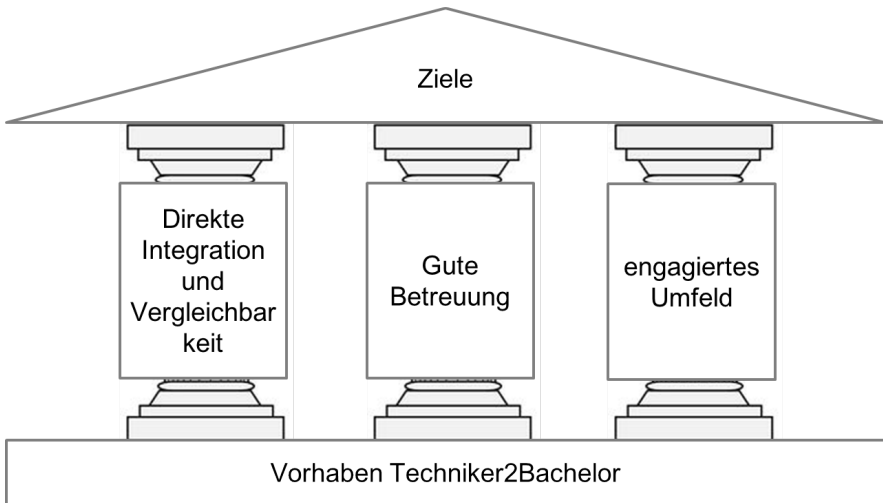 Ziele
Direkte
Integration
und
Vergleichbar
keit
Gute
Betreuung
engagiertes
Umfeld
Vorhaben Techniker2Bachelor